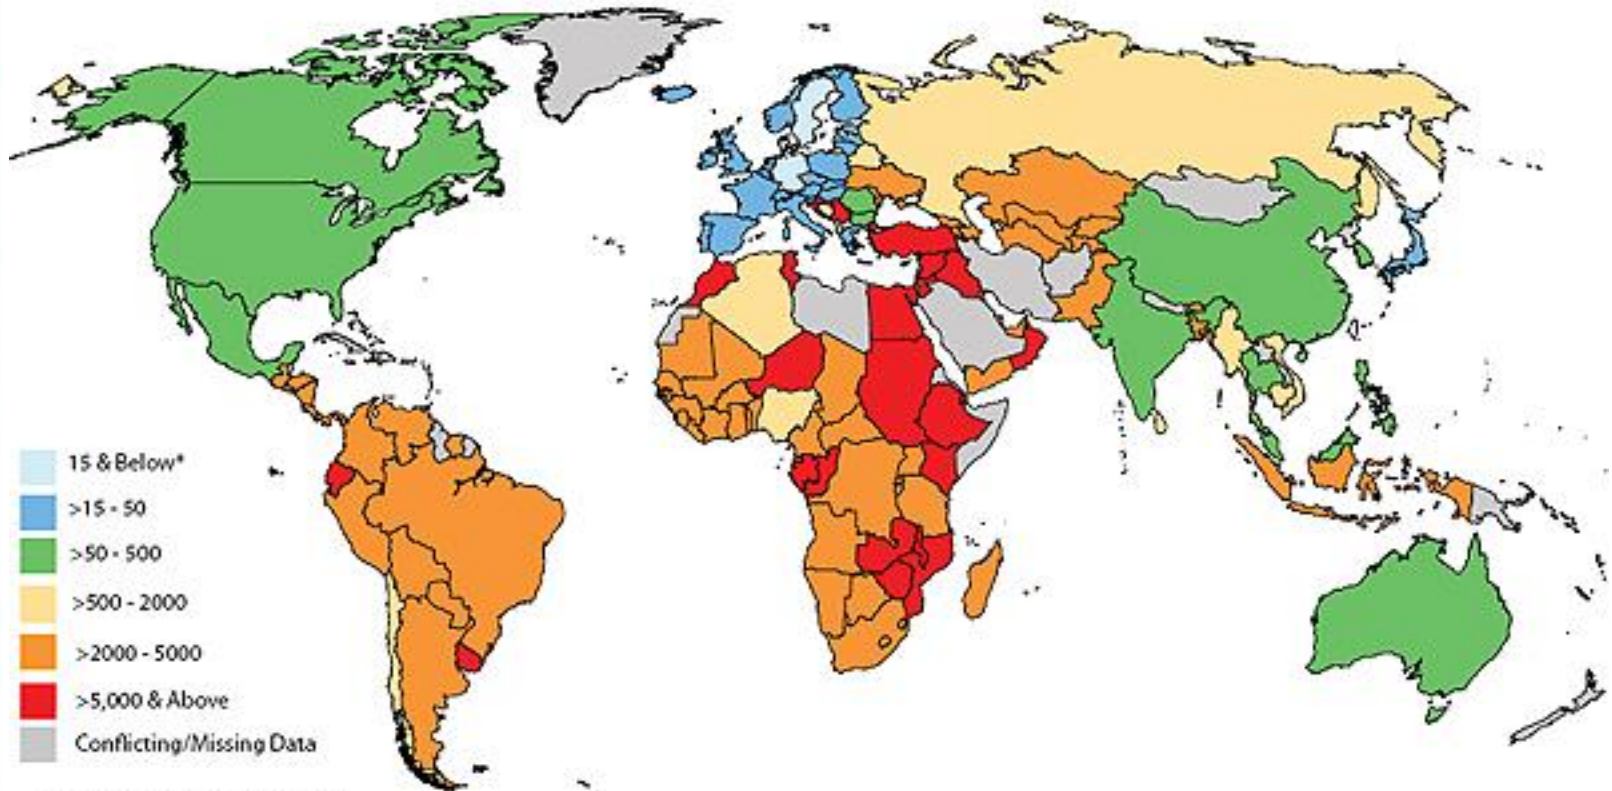 15 & Below*
>15 - 50
>50 - 500
>500 - 2000
>2000 - 5000
>5,000 & Above
Conflicting/Missing Data